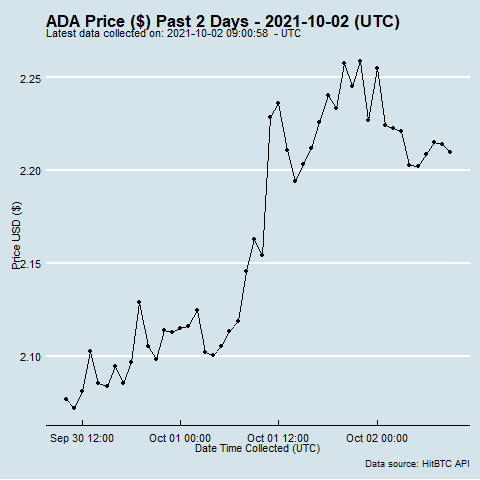 ADA Price ($) Past 2 Days - 2021-10-02 (UTC)
Latest data collected on: 2021-10-02 09:00:58  - UTC
Price USD ($)
2.25
2.20
2.15
2.10
Sep 30 12:00 Oct 01 00:00 Oct 01 12:00 Oct 02 00:00
Date Time Collected (UTC)
Data source: HitBTC API